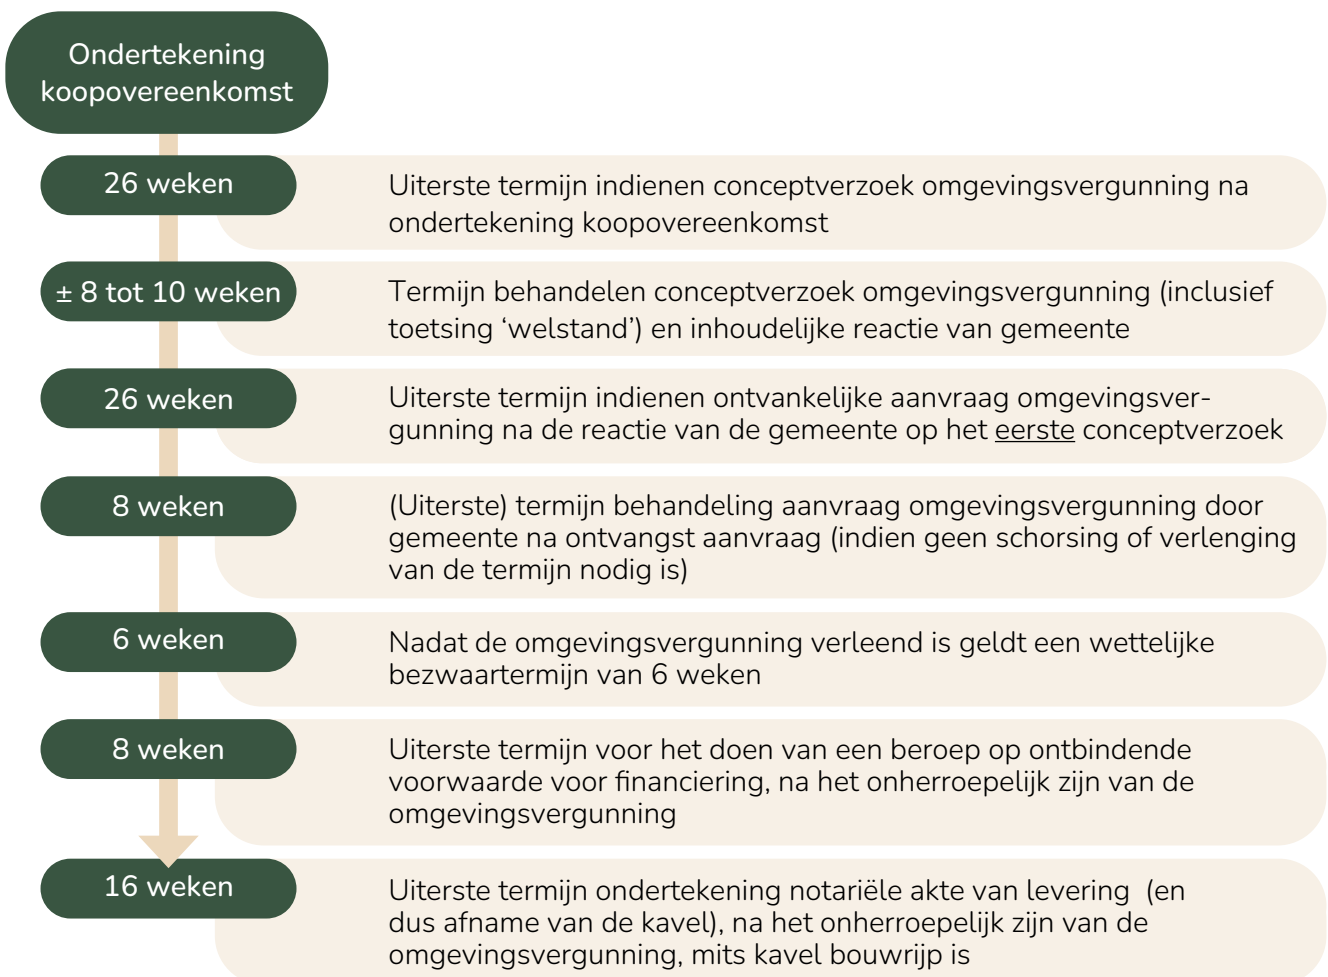 Ondertekening
koopovereenkomst
26 weken
Uiterste termijn indienen conceptverzoek omgevingsvergunning na
ondertekening koopovereenkomst
± 8 tot 10 weken
Termijn behandelen conceptverzoek omgevingsvergunning (inclusief
toetsing ‘welstand’) en inhoudelijke reactie van gemeente
26 weken
Uiterste termijn indienen ontvankelijke aanvraag omgevingsver-
gunning na de reactie van de gemeente op het eerste conceptverzoek
8 weken
(Uiterste) termijn behandeling aanvraag omgevingsvergunning door
gemeente na ontvangst aanvraag (indien geen schorsing of verlenging
van de termijn nodig is)
6 weken
Nadat de omgevingsvergunning verleend is geldt een wettelijke
bezwaartermijn van 6 weken
8 weken
Uiterste termijn voor het doen van een beroep op ontbindende
voorwaarde voor financiering, na het onherroepelijk zijn van de
omgevingsvergunning
16 weken
Uiterste termijn ondertekening notariële akte van levering (en
dus afname van de kavel), na het onherroepelijk zijn van de
omgevingsvergunning, mits kavel bouwrijp is